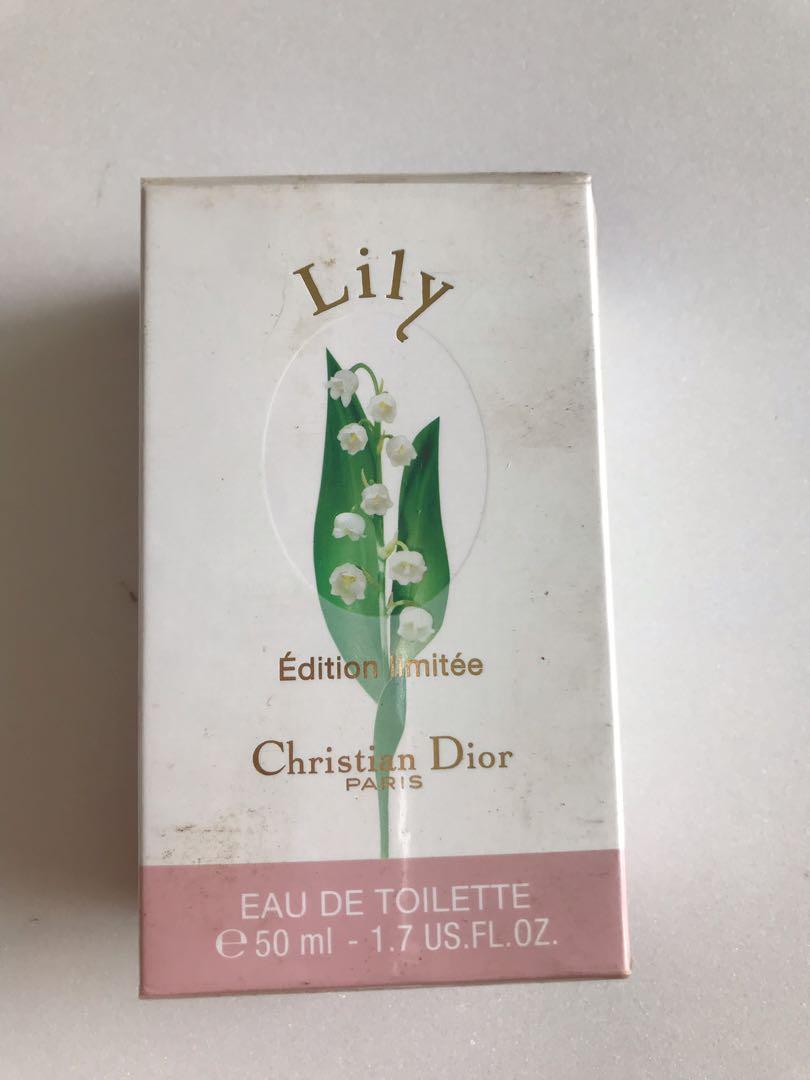 Lily
Édition limitée
Christian Dior
PARIS
EAU DE TOILETTE
℮ 50 ml - 1.7 US.FL.OZ.